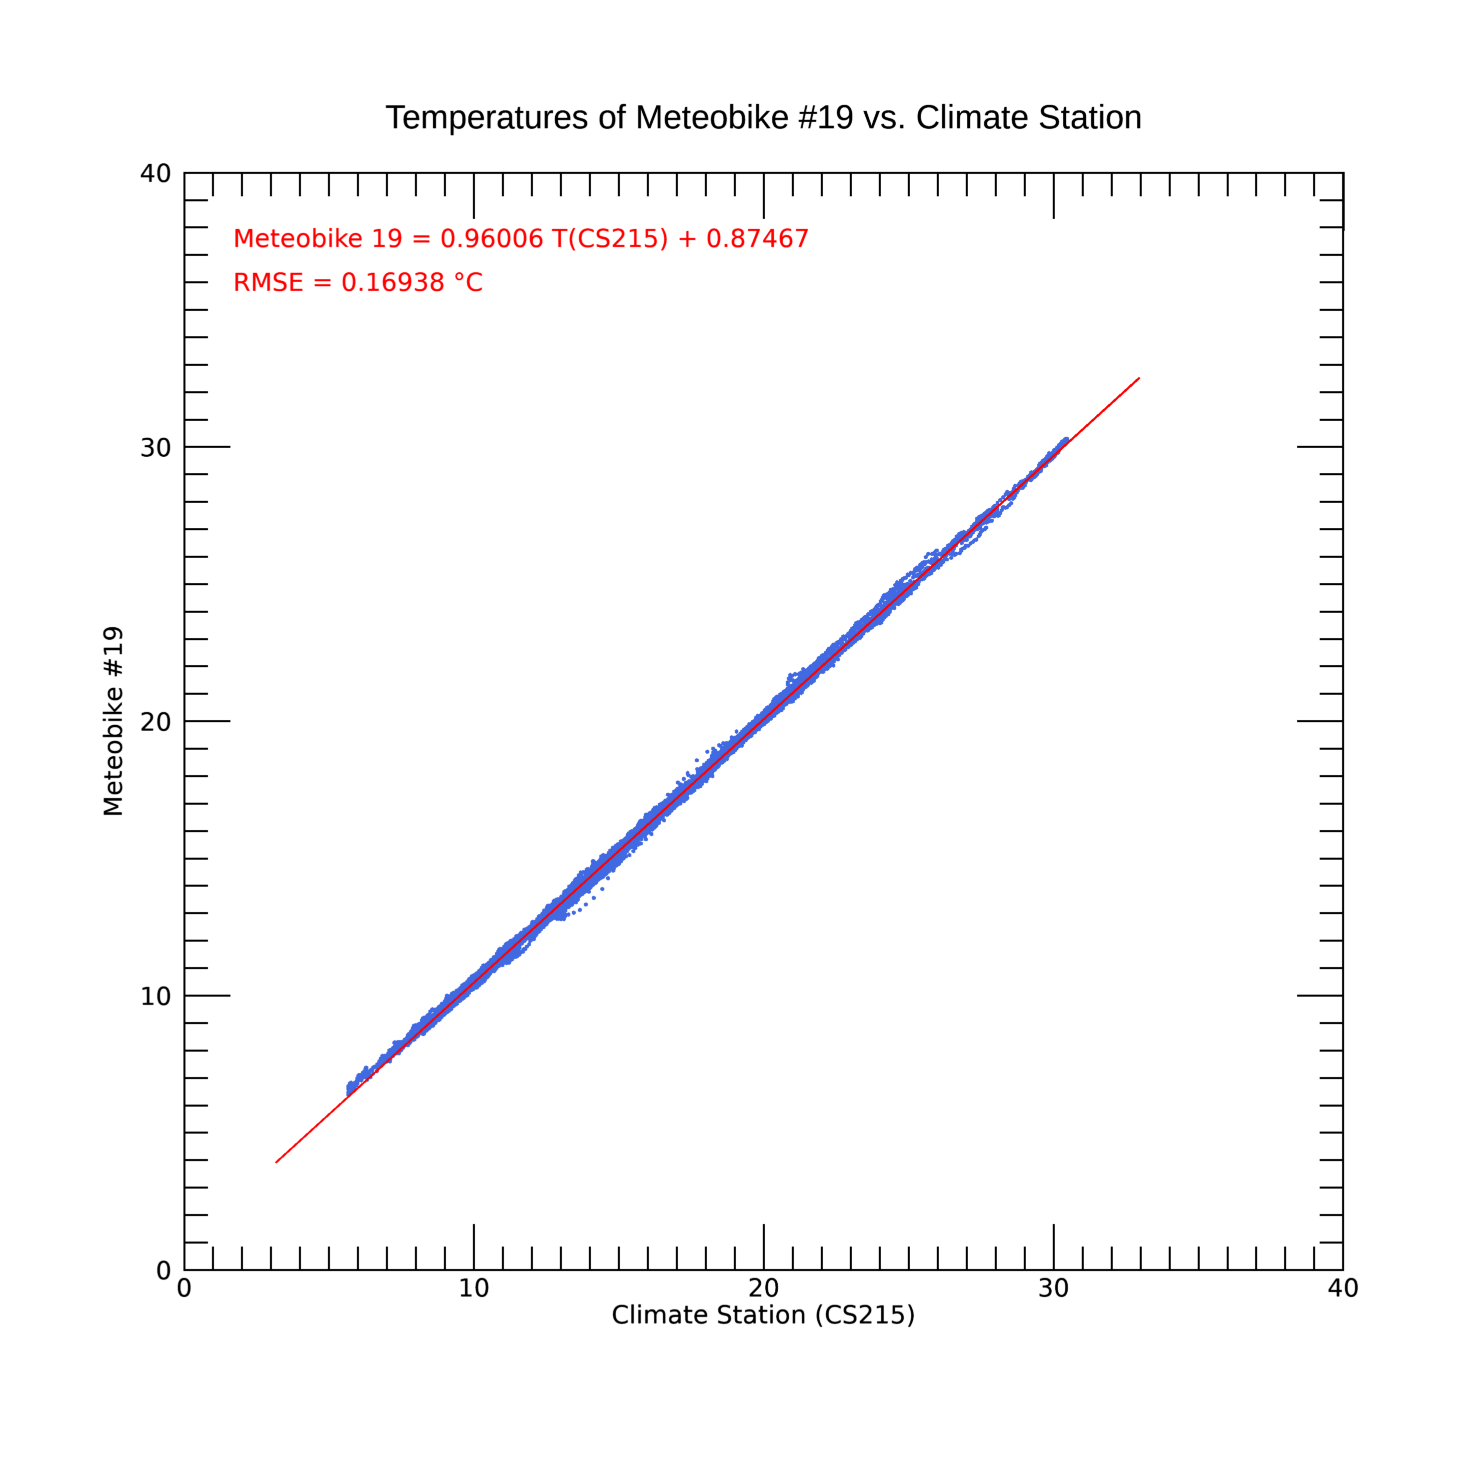 Temperatures of Meteobike #19 vs. Climate Station
40
Meteobike 19 = 0.96006 T(CS215) + 0.87467
RMSE = 0.16938 °C
30
20
10
0
Meteobike #19
0 10 20 30 40
Climate Station (CS215)